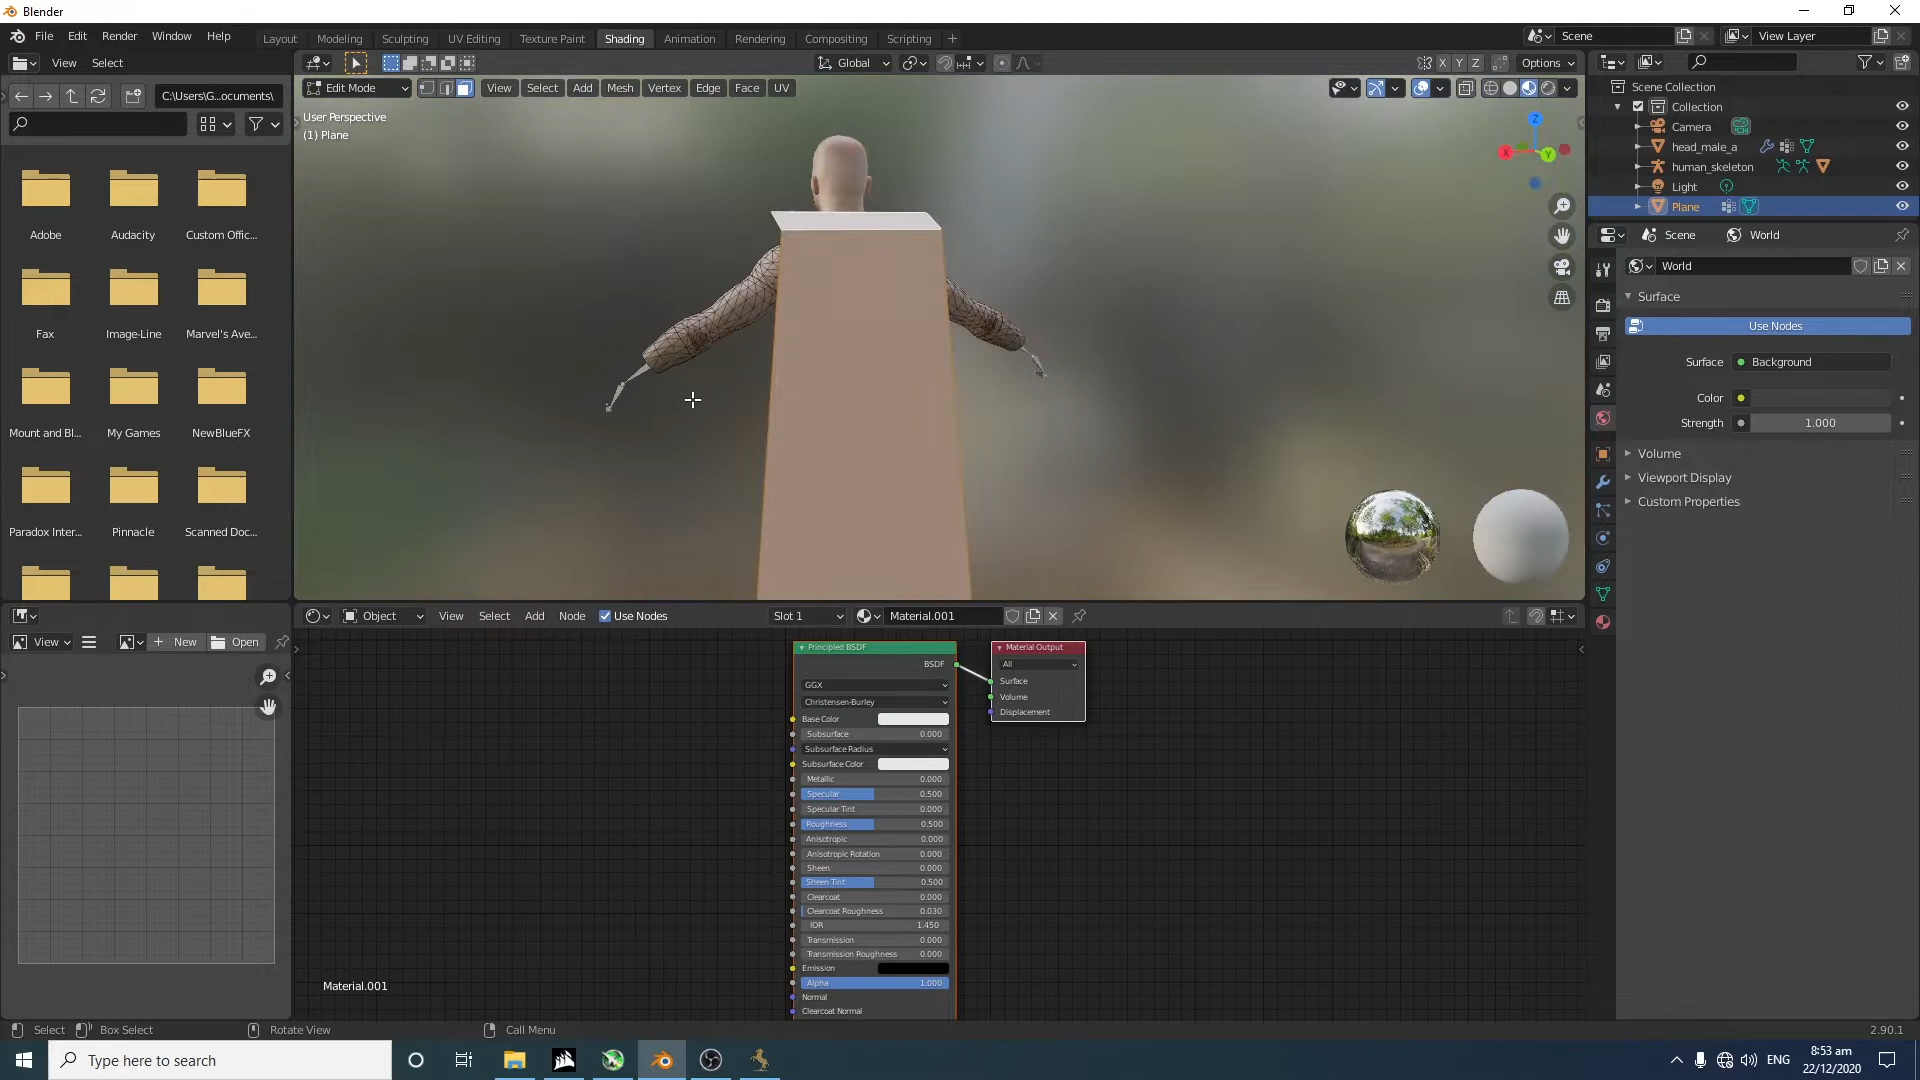 Blender
File Edit Render Window Help
Layout Modeling Sculpting UV Editing Texture Paint Shading Animation Rendering Compositing Scripting
Scene
View Layer
View Select
Global
X Y Z Options
C:\Users\G...ocuments\
Edit Mode
View Select Add Mesh Vertex Edge Face UV
User Perspective
(1) Plane
Z
X
Y
Adobe Audacity Custom Offic...
Fax Image-Line Marvel's Ave...
Mount and Bl... My Games NewBlueFX
Paradox Inter... Pinnacle Scanned Doc...
Scene Collection
Collection
Camera
head_male_a
human_skeleton
Light
Plane
Scene World
World
Surface
Use Nodes
Surface Background
Color
Strength 1.000
Volume
Viewport Display
Custom Properties
View New Open
Object View Select Add Node Use Nodes Slot 1 Material.001
Principled BSDF
BSDF
GGX
Christensen-Burley
Base Color
Subsurface 0.000
Subsurface Radius
Subsurface Color
Metallic 0.000
Specular 0.500
Specular Tint 0.000
Roughness 0.500
Anisotropic 0.000
Anisotropic Rotation 0.000
Sheen 0.000
Sheen Tint 0.500
Clearcoat 0.000
Clearcoat Roughness 0.030
IOR 1.450
Transmission 0.000
Transmission Roughness 0.000
Emission
Alpha 1.000
Normal
Clearcoat Normal
Material Output
All
Surface
Volume
Displacement
Material.001
Select Box Select Rotate View Call Menu 2.90.1
Type here to search
ENG
8:53 am
22/12/2020